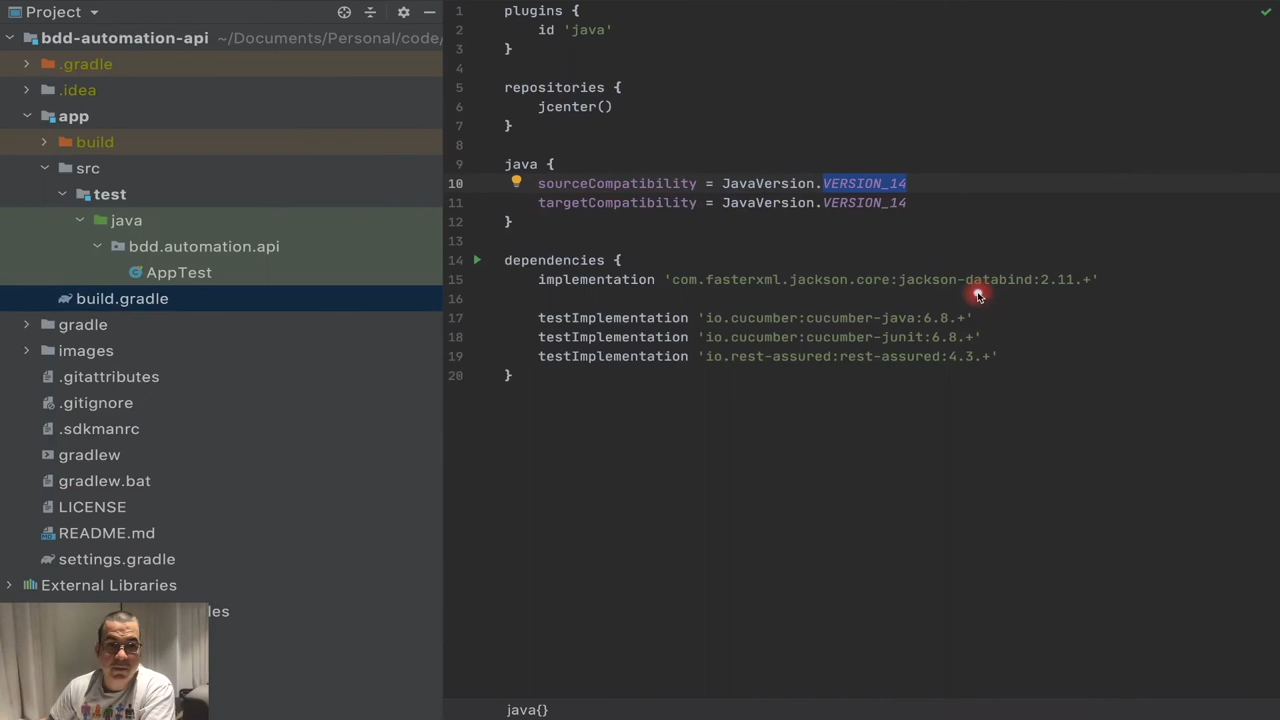 Project
bdd-automation-api ~/Documents/Personal/code/
.gradle
.idea
app
build
src
test
java
bdd.automation.api
AppTest
build.gradle
gradle
images
.gitattributes
.gitignore
.sdkmanrc
gradlew
gradlew.bat
LICENSE
README.md
settings.gradle
External Libraries
les
1 plugins {
2 id 'java'
3 }
4
5 repositories {
6 jcenter()
7 }
8
9 java {
10 sourceCompatibility = JavaVersion.VERSION_14
11 targetCompatibility = JavaVersion.VERSION_14
12 }
13
14 dependencies {
15 implementation 'com.fasterxml.jackson.core:jackson-databind:2.11.+'
16
17 testImplementation 'io.cucumber:cucumber-java:6.8.+'
18 testImplementation 'io.cucumber:cucumber-junit:6.8.+'
19 testImplementation 'io.rest-assured:rest-assured:4.3.+'
20 }
java{}